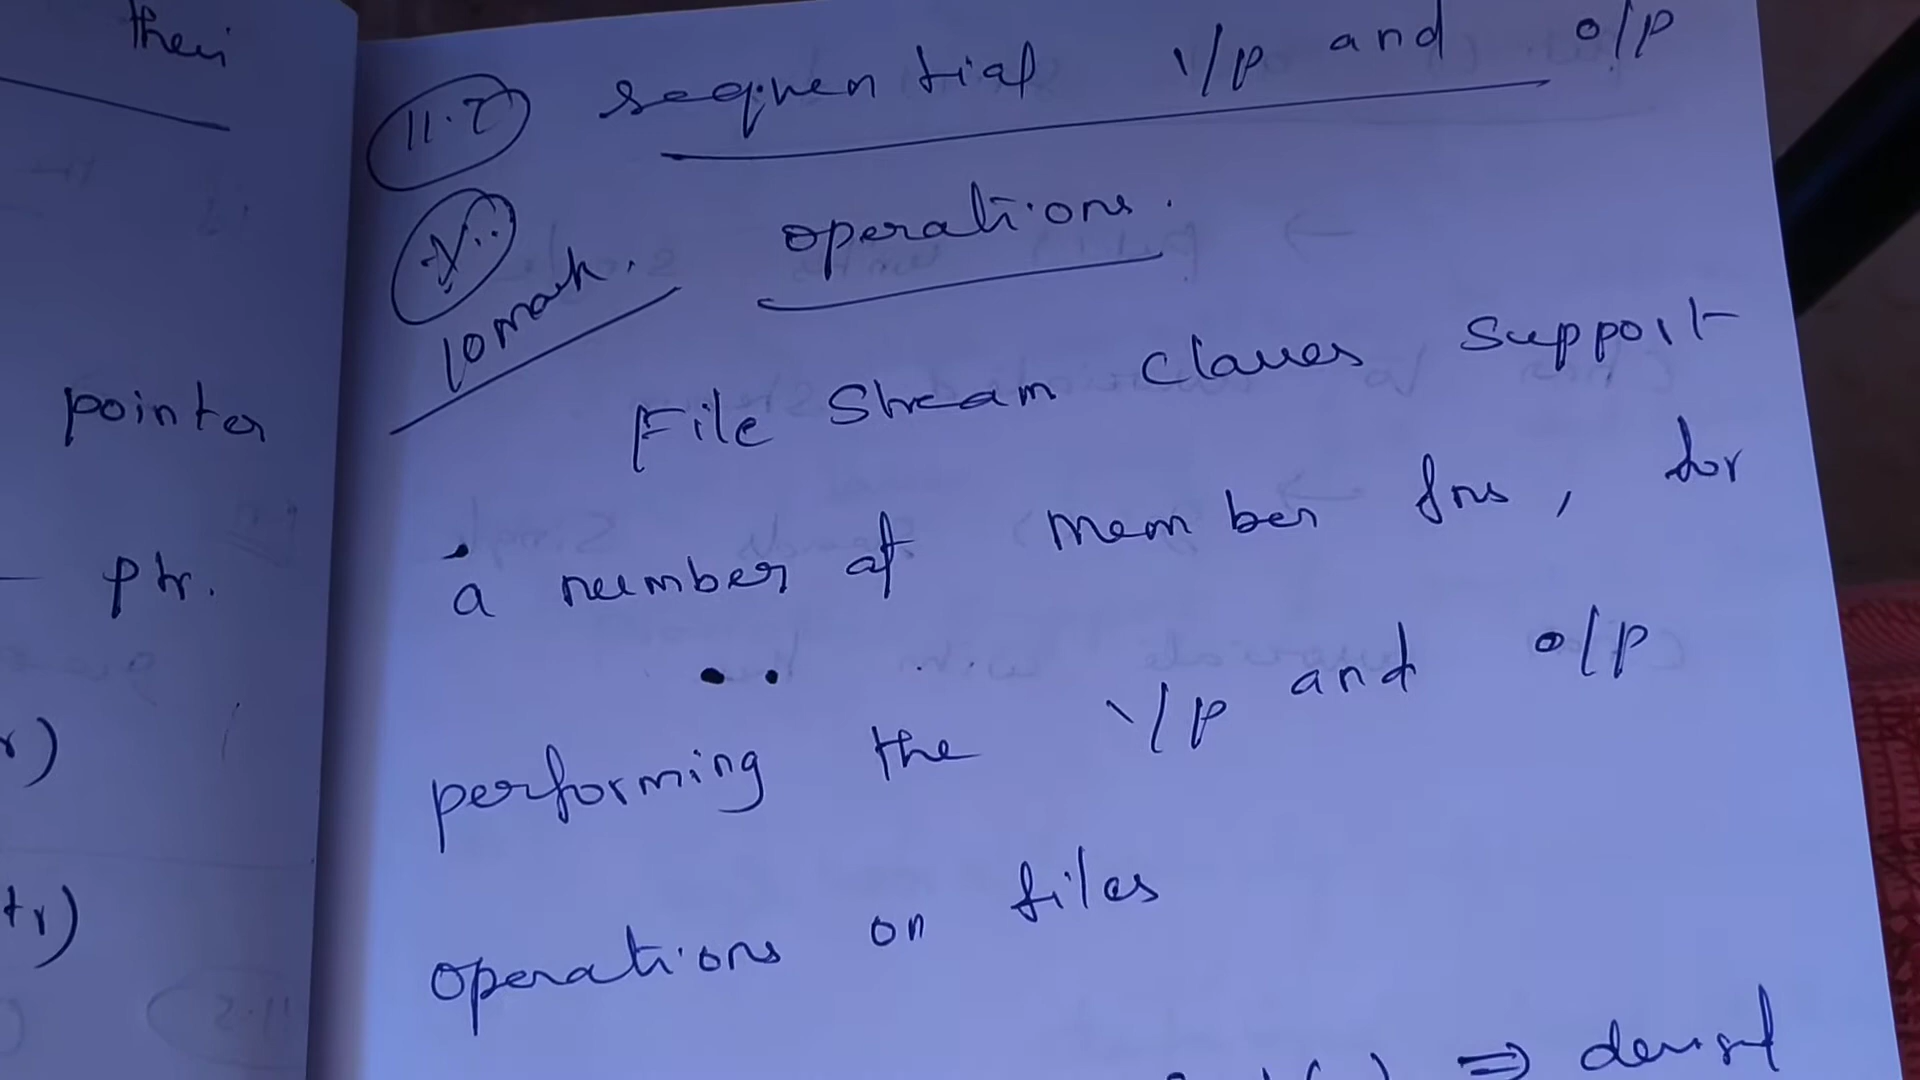 their
pointer
ptr.
11.7 sequential i/p and o/p
operations.
10mark.
File Stream classes support
a number of member fns, for
performing the i/p and o/p
operations on files
⇒